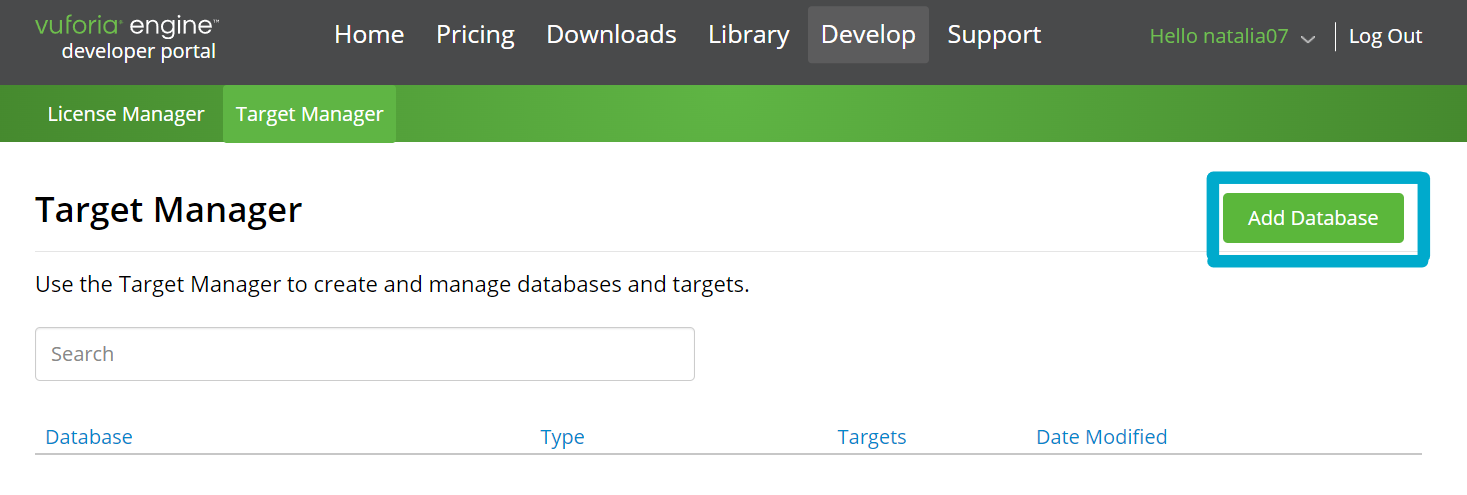 vuforia® engine™
developer portal
Home Pricing Downloads Library Develop Support
Hello natalia07
Log Out
License Manager Target Manager
Target Manager
Add Database
Use the Target Manager to create and manage databases and targets.
Search
Database Type Targets Date Modified